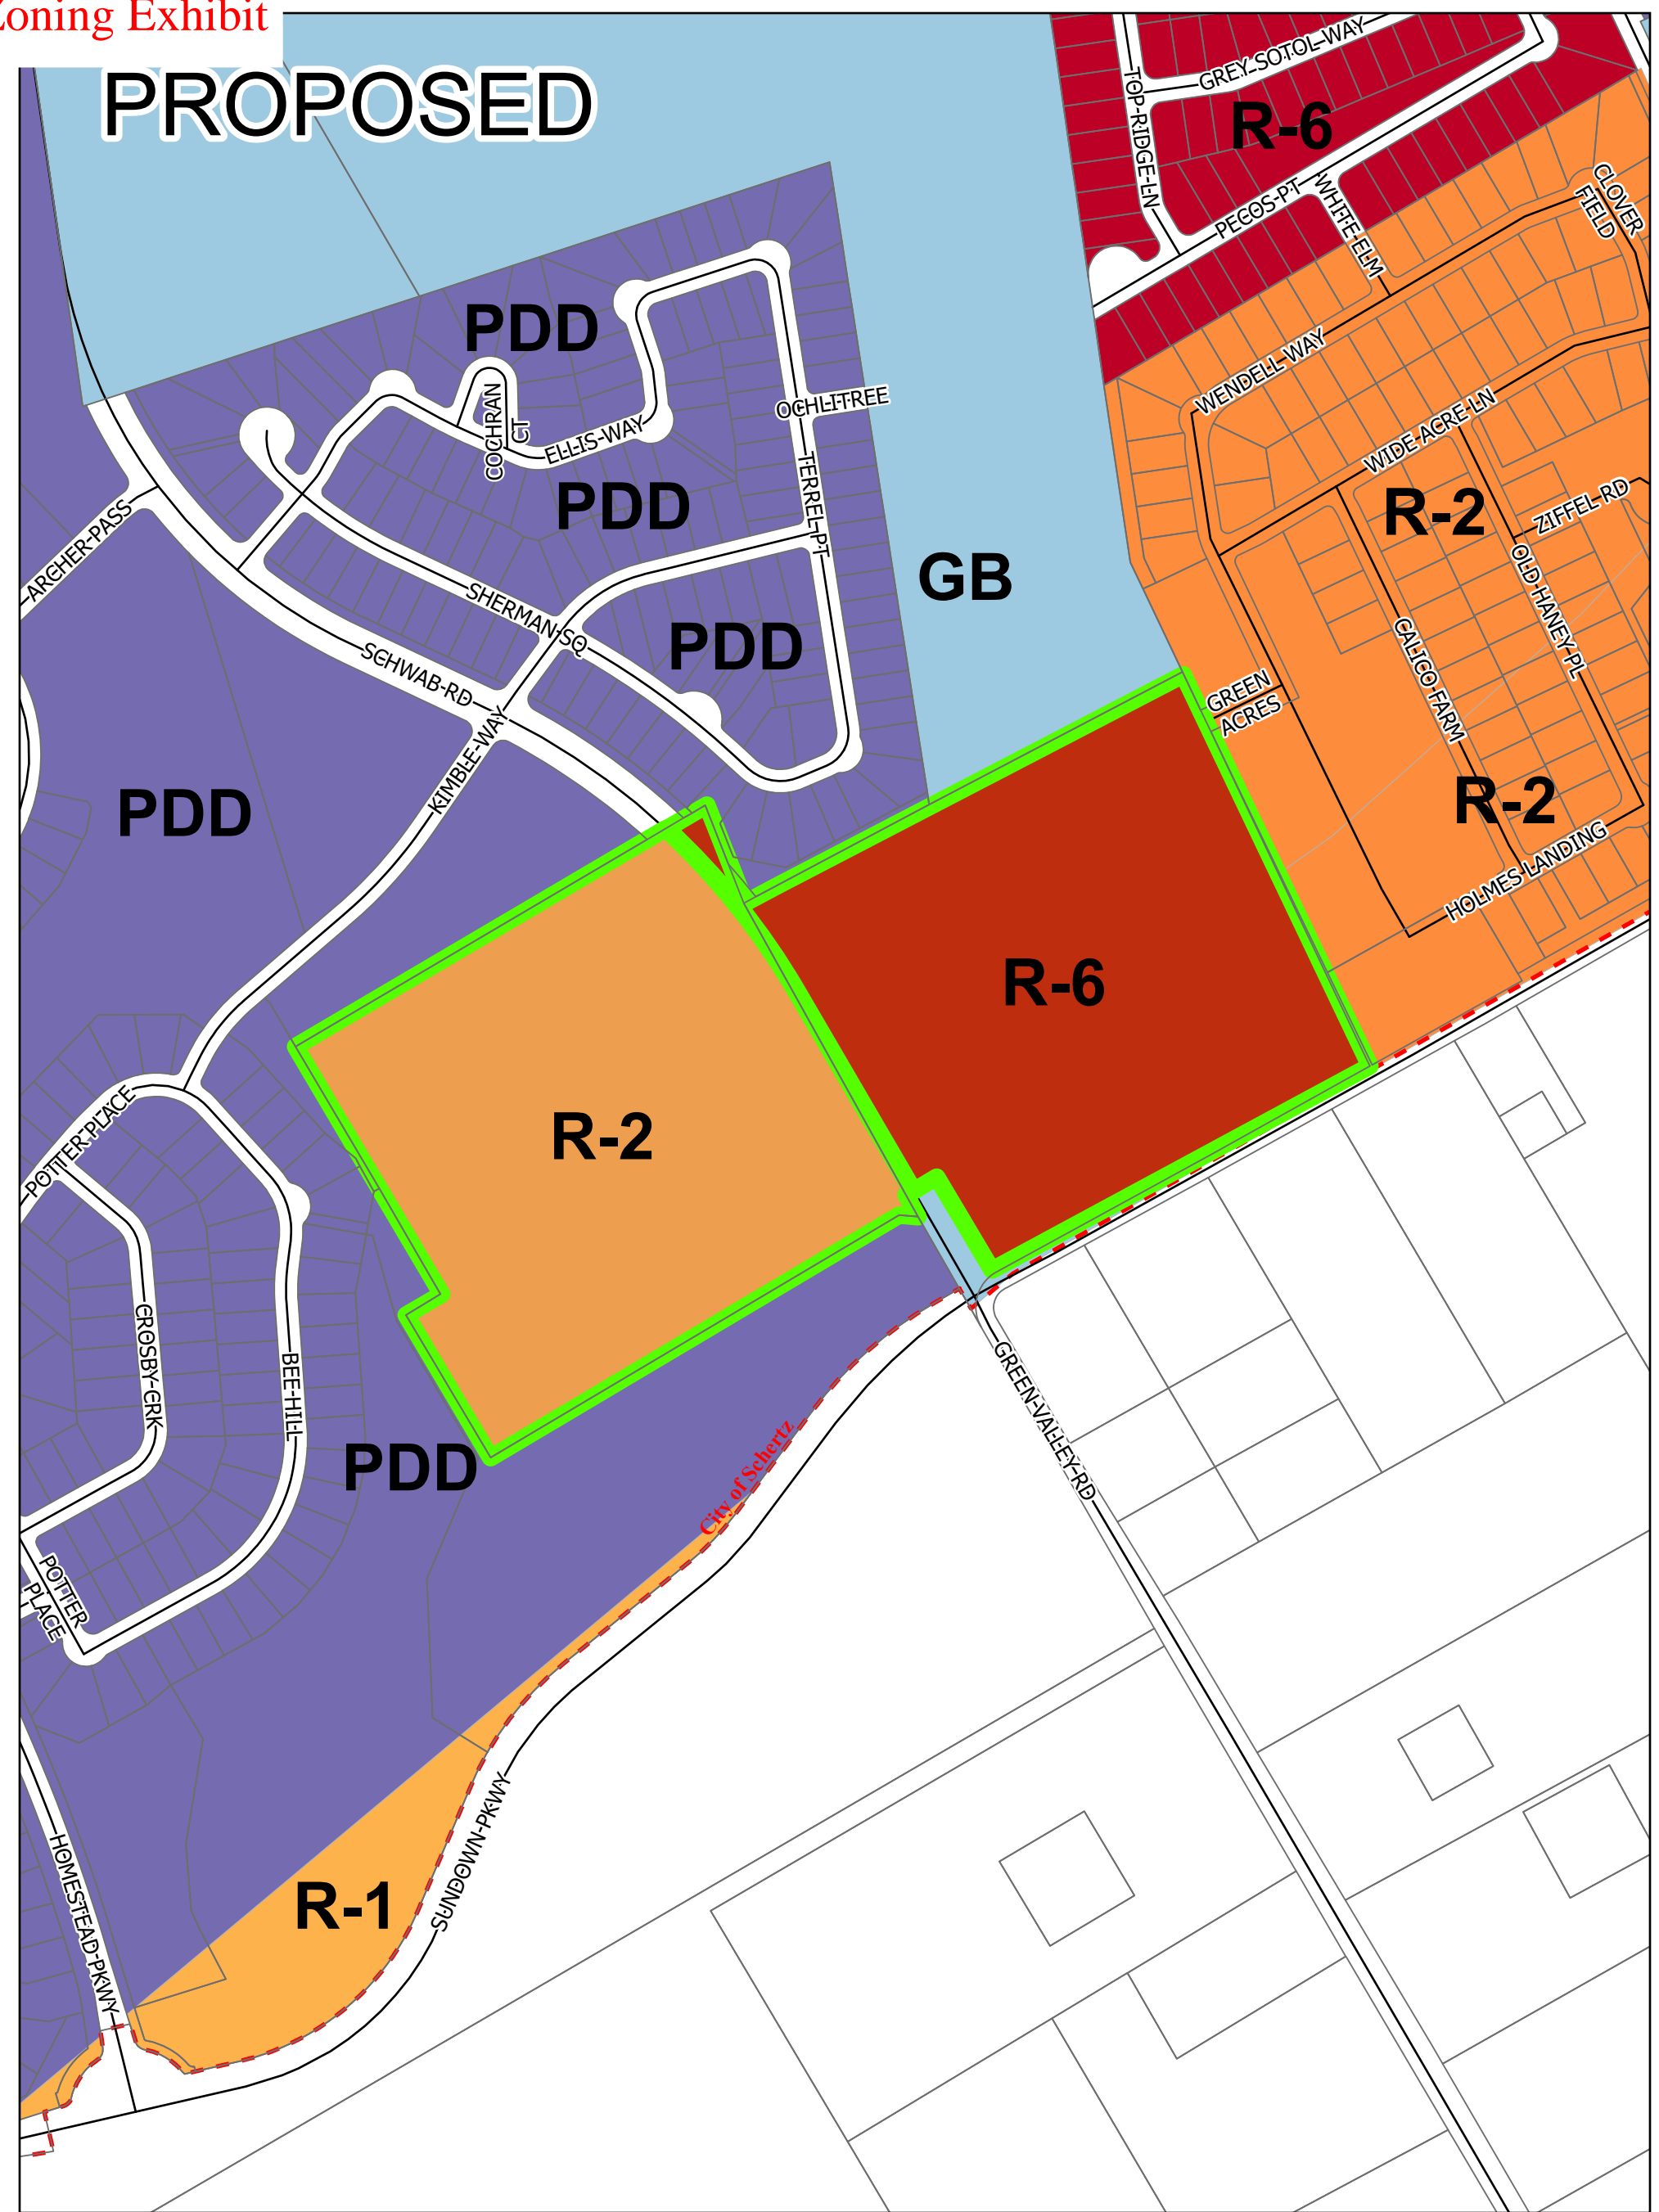 Zoning Exhibit
PROPOSED
GREY SOTOL WAY
TOP RIDGE LN
R-6
PECOS PT
WHITE ELM
CLOVER
FIELD
PDD
COCHRAN
CT
ELLIS WAY
OCHLITREE
TERREL PT
WENDELL WAY
WIDE ACRE LN
R-2
ZIFFEL RD
OLD HANEY PL
CALICO FARM
ARCHER PASS
PDD
GB
SHERMAN SQ
PDD
SCHWAB RD
GREEN
ACRES
KIMBLE WAY
PDD
R-2
HOLMES LANDING
R-6
R-2
POTTER PLACE
CROSBY CRK
BEE HILL
GREEN VALLEY RD
PDD
City of Schertz
POTTER
PLACE
SUNDOWN PKWY
HOMESTEAD PKWY
R-1